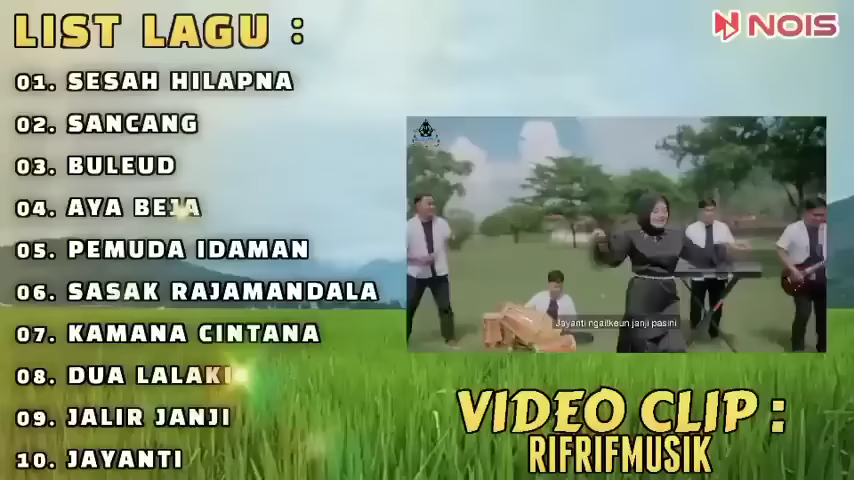 LIST LAGU :
01. SESAH HILAPNA
02. SANCANG
03. BULEUD
04. AYA BEJA
05. PEMUDA IDAMAN
06. SASAK RAJAMANDALA
07. KAMANA CINTANA
08. DUA LALAKI
09. JALIR JANJI
10. JAYANTI
NOIS
Jayanti ngaitkeun janji pasini
VIDEO CLIP :
RIFRIFMUSIK